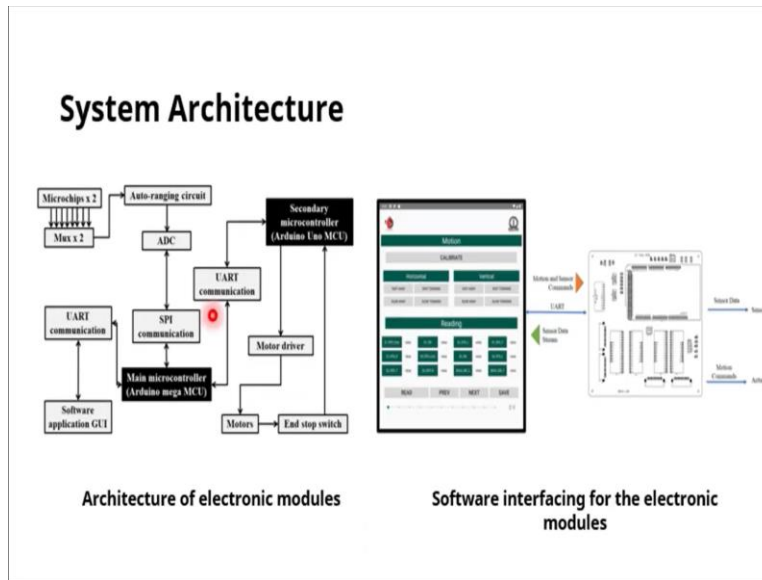 System Architecture
Microchips x 2
Auto-ranging circuit
Mux x 2
ADC
Secondary
microcontroller
(Arduino Uno MCU)
UART
communication
UART
communication
SPI
communication
Motor driver
Main microcontroller
(Arduino mega MCU)
Software
application GUI
Motors
End stop switch
Motion
CALIBRATE
Horizontal
Vertical
Reading
READ
PREV
NEXT
SAVE
Motion and Sensor
Commands
UART
Sensor Data
Stream
Sensor Data
Motion
Commands
Architecture of electronic modules
Software interfacing for the electronic
modules